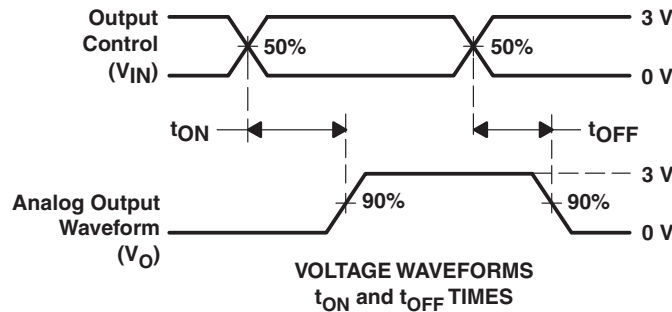 Output
Control
(VIN)
50%
50%
3 V
0 V
tON
tOFF
Analog Output
Waveform
(VO)
90%
90%
3 V
0 V
VOLTAGE WAVEFORMS
tON and tOFF TIMES